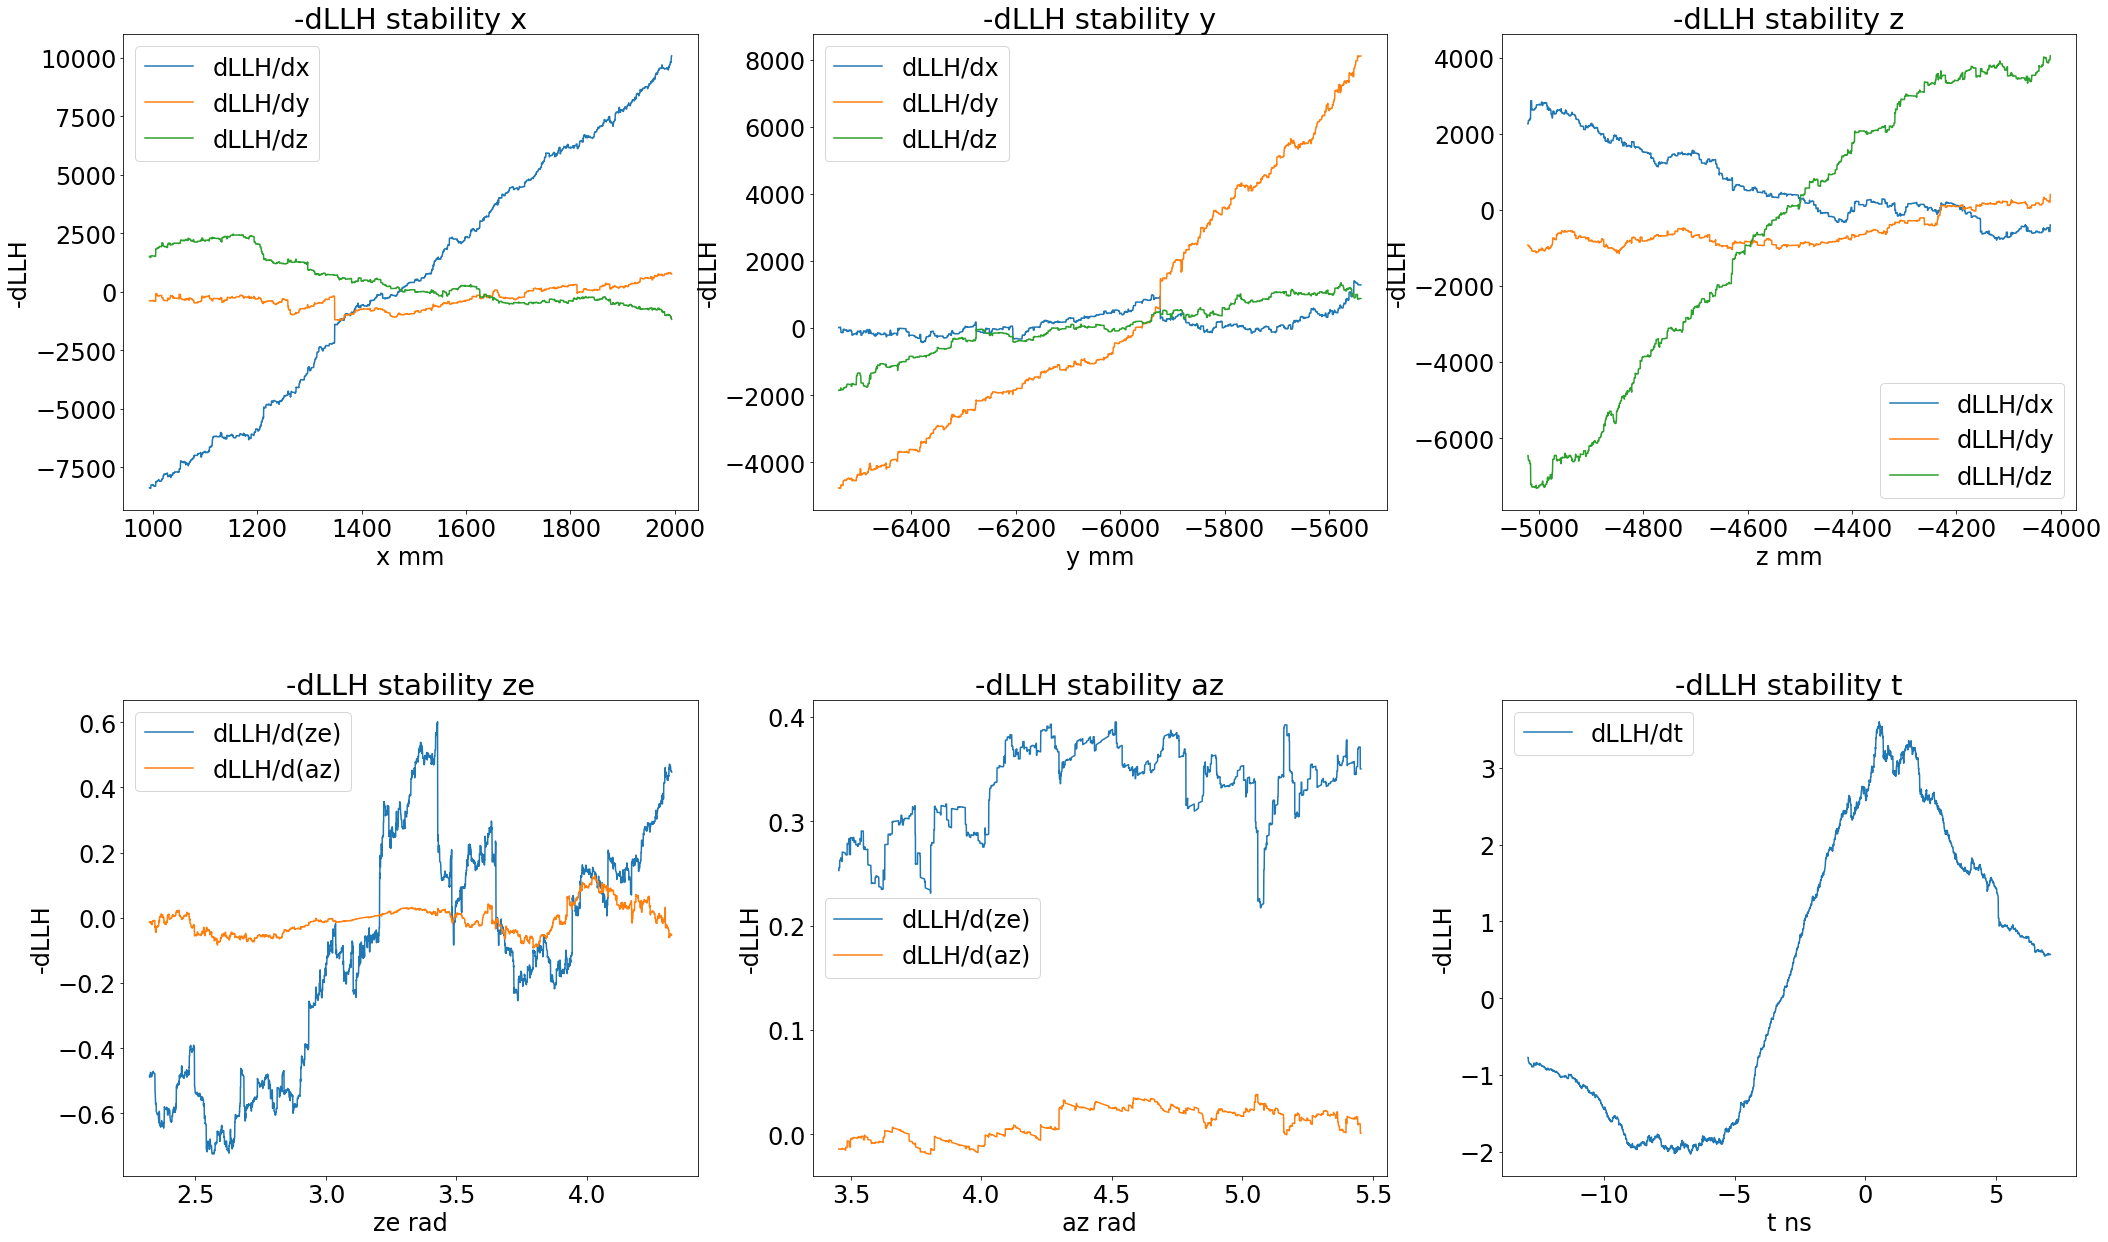 -dLLH stability x
-dLLH
10000
7500
5000
2500
0
−2500
−5000
−7500
dLLH/dx
dLLH/dy
dLLH/dz
1000 1200 1400 1600 1800 2000
x mm
-dLLH stability y
-dLLH
8000
6000
4000
2000
0
−2000
−4000
dLLH/dx
dLLH/dy
dLLH/dz
−6400 −6200 −6000 −5800 −5600
y mm
-dLLH stability z
-dLLH
4000
2000
0
−2000
−4000
−6000
dLLH/dx
dLLH/dy
dLLH/dz
−5000 −4800 −4600 −4400 −4200 −4000
z mm
-dLLH stability ze
-dLLH
0.6
0.4
0.2
0.0
−0.2
−0.4
−0.6
dLLH/d(ze)
dLLH/d(az)
2.5 3.0 3.5 4.0
ze rad
-dLLH stability az
-dLLH
0.4
0.3
0.2
0.1
0.0
dLLH/d(ze)
dLLH/d(az)
3.5 4.0 4.5 5.0 5.5
az rad
-dLLH stability t
-dLLH
3
2
1
0
−1
−2
dLLH/dt
−10 −5 0 5
t ns